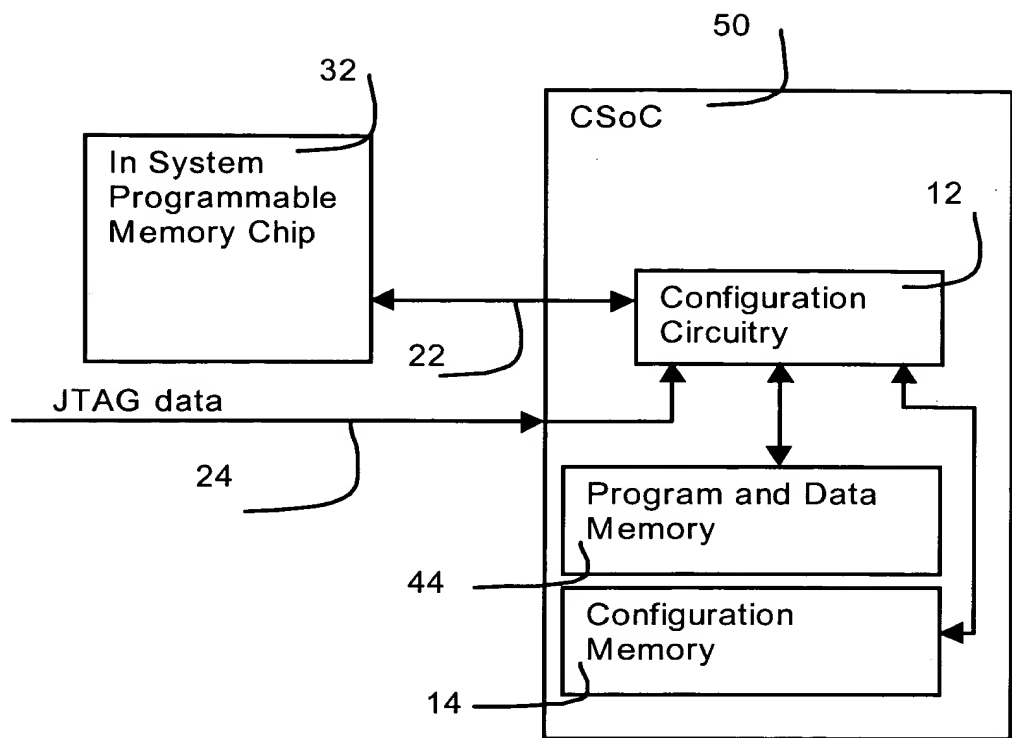 50
32
CSoC
In System
Programmable
Memory Chip
12
Configuration
Circuitry
22
JTAG data
24
Program and Data
Memory
44
Configuration
Memory
14